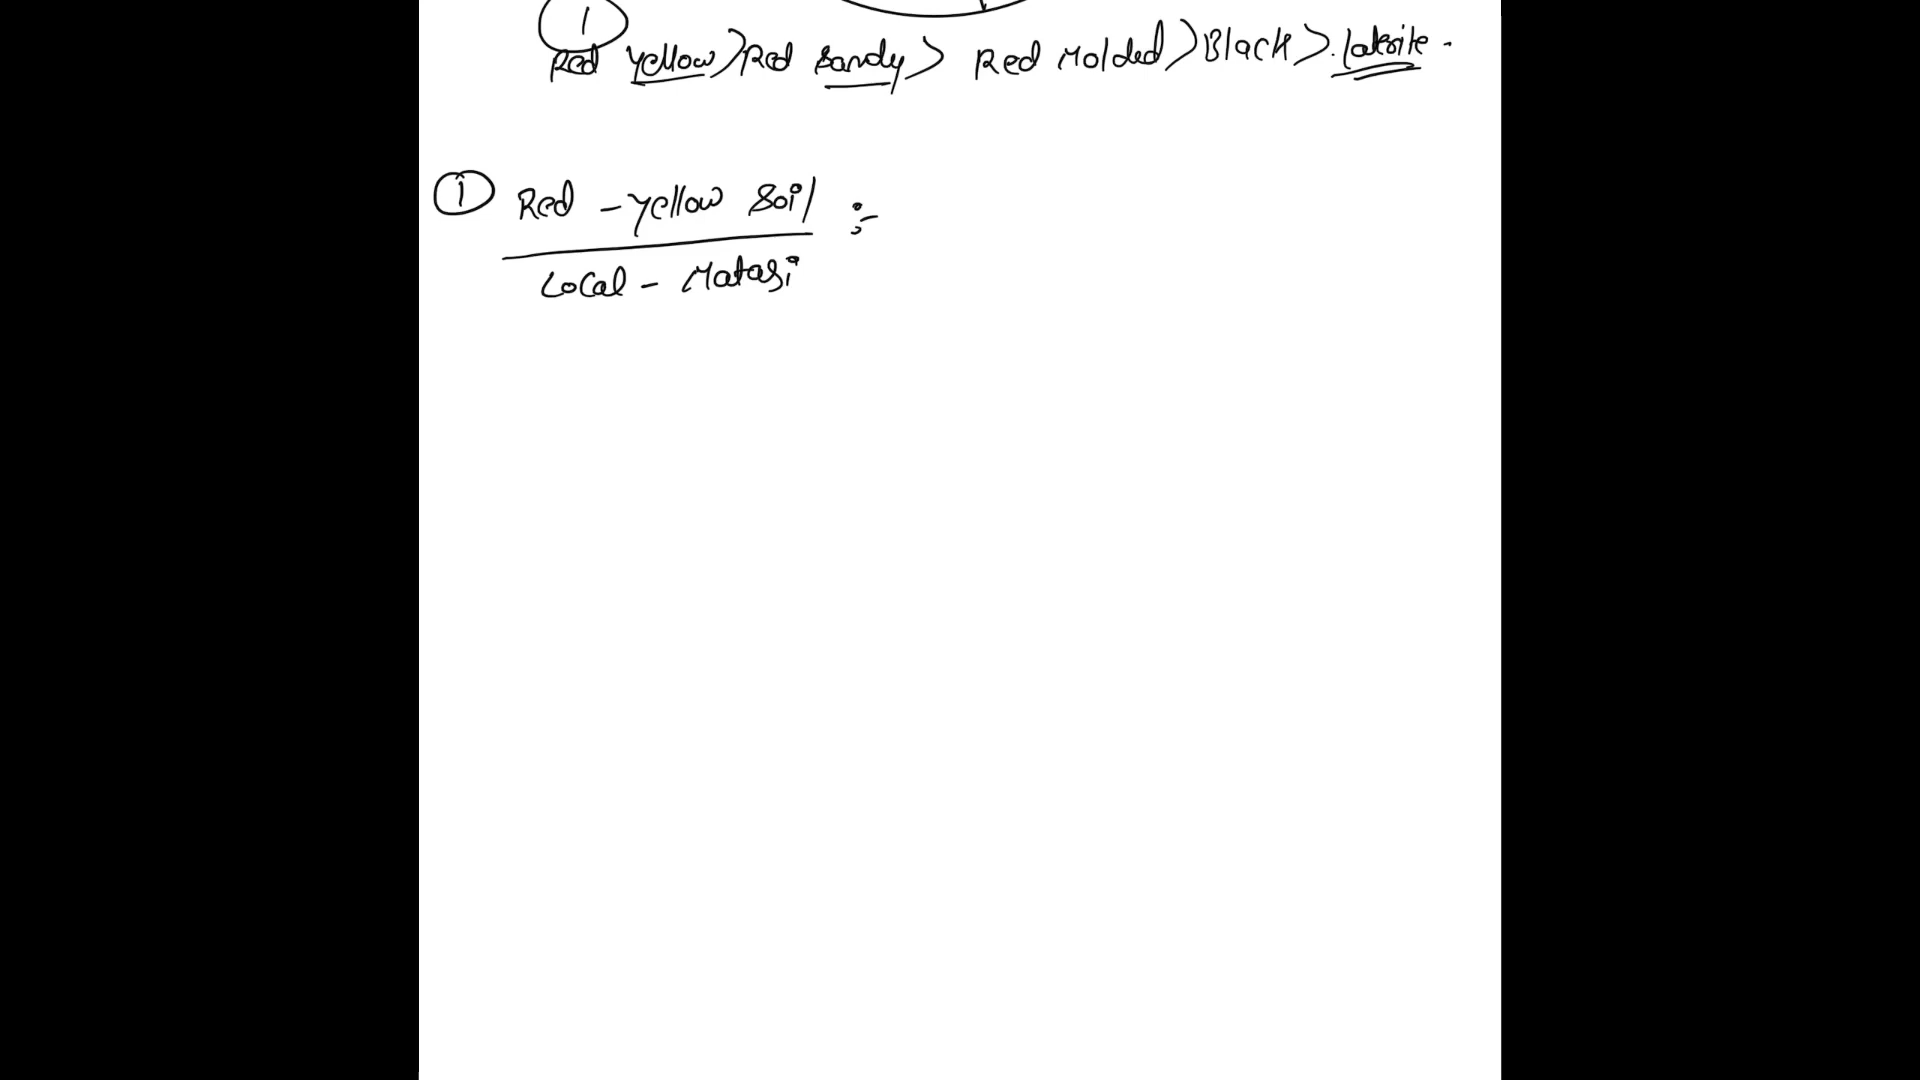 1
Red Yellow > Red Sandy > Red Molded > Black > Laterite.
① Red - Yellow Soil :-
Local - Matasi